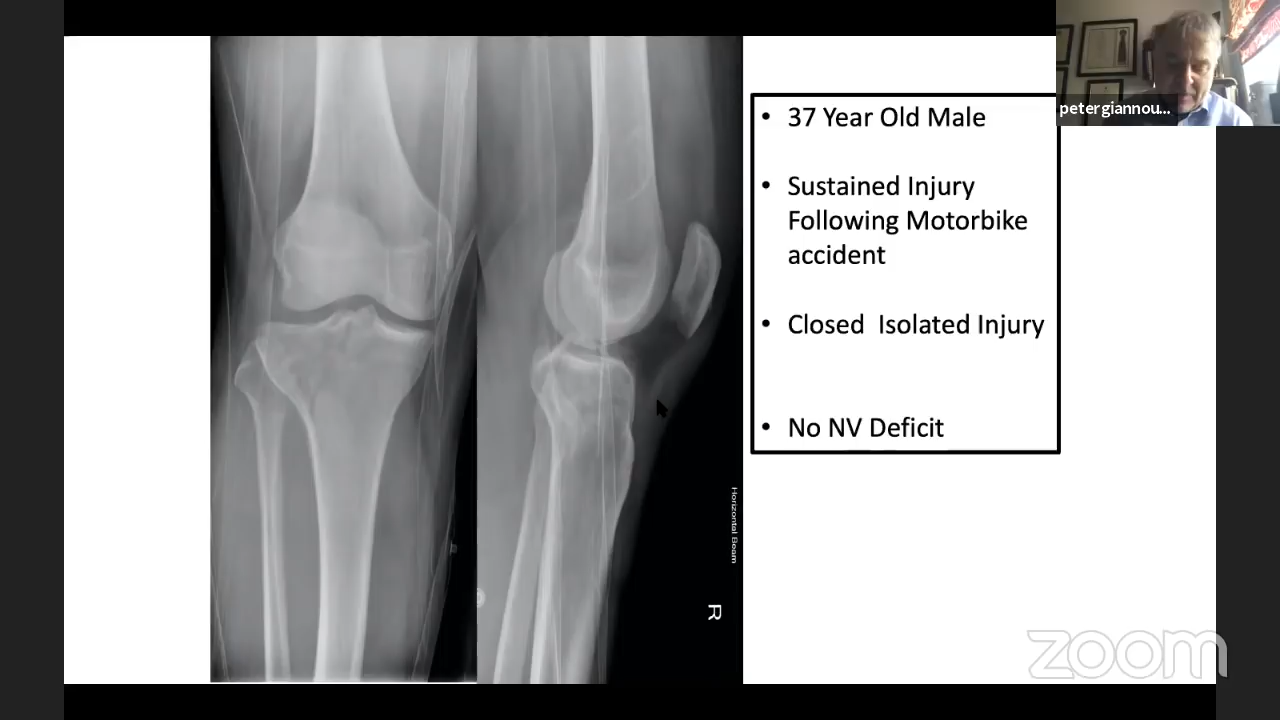 37 Year Old Male
Sustained Injury
Following Motorbike
accident
Closed  Isolated Injury
No NV Deficit
petergiannou...
Horizontal Beam
R
zoom